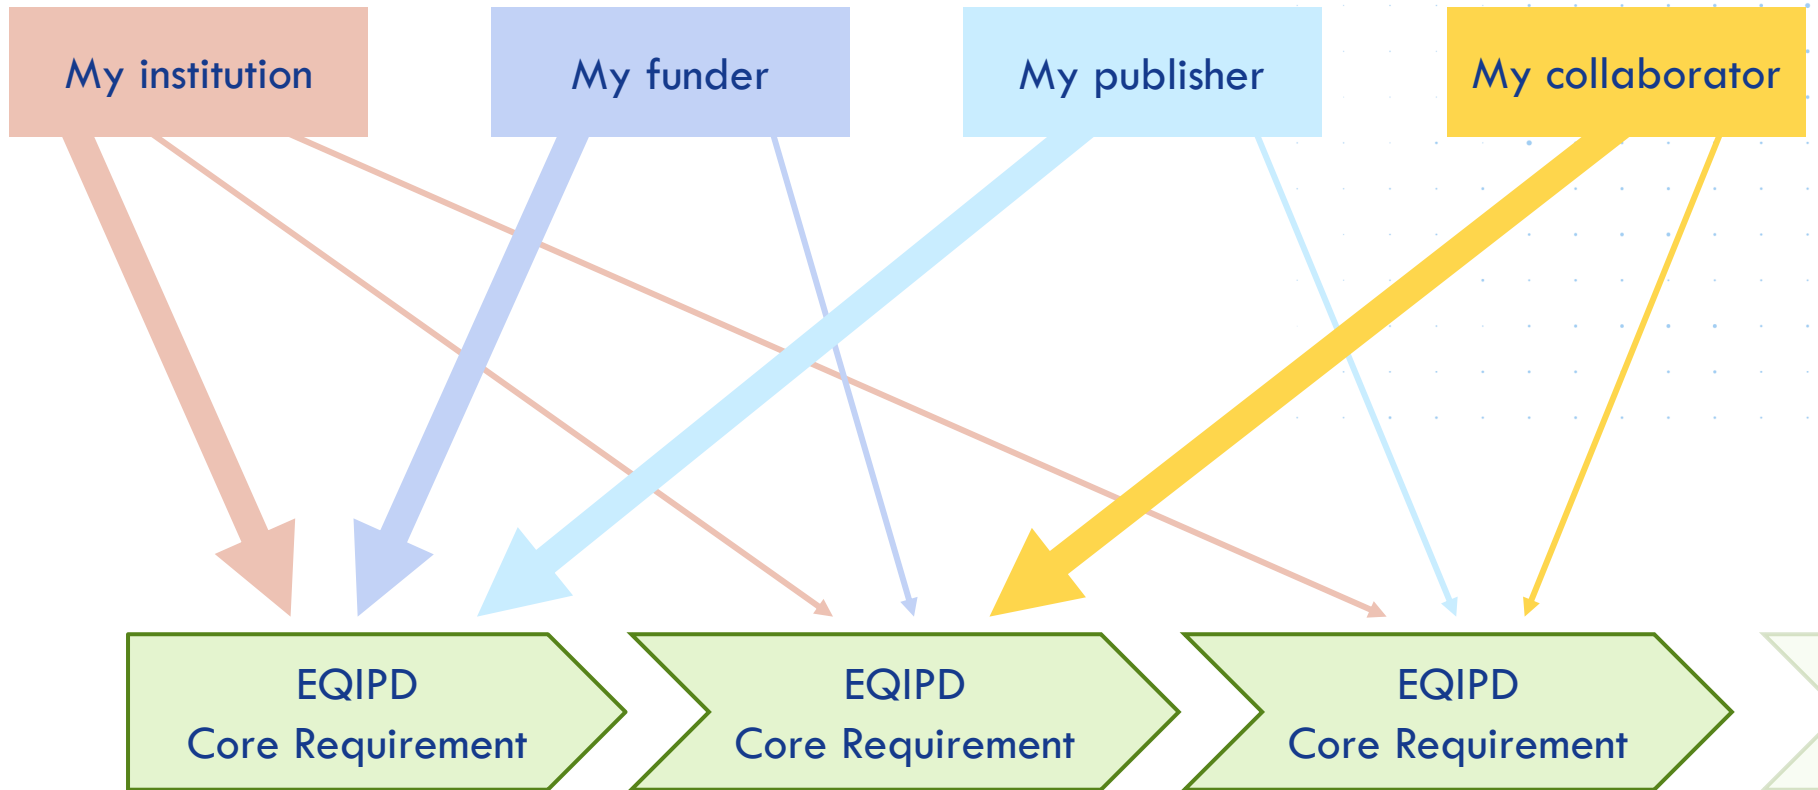 My institution
My funder
My publisher
My collaborator
EQIPD
Core Requirement
EQIPD
Core Requirement
EQIPD
Core Requirement